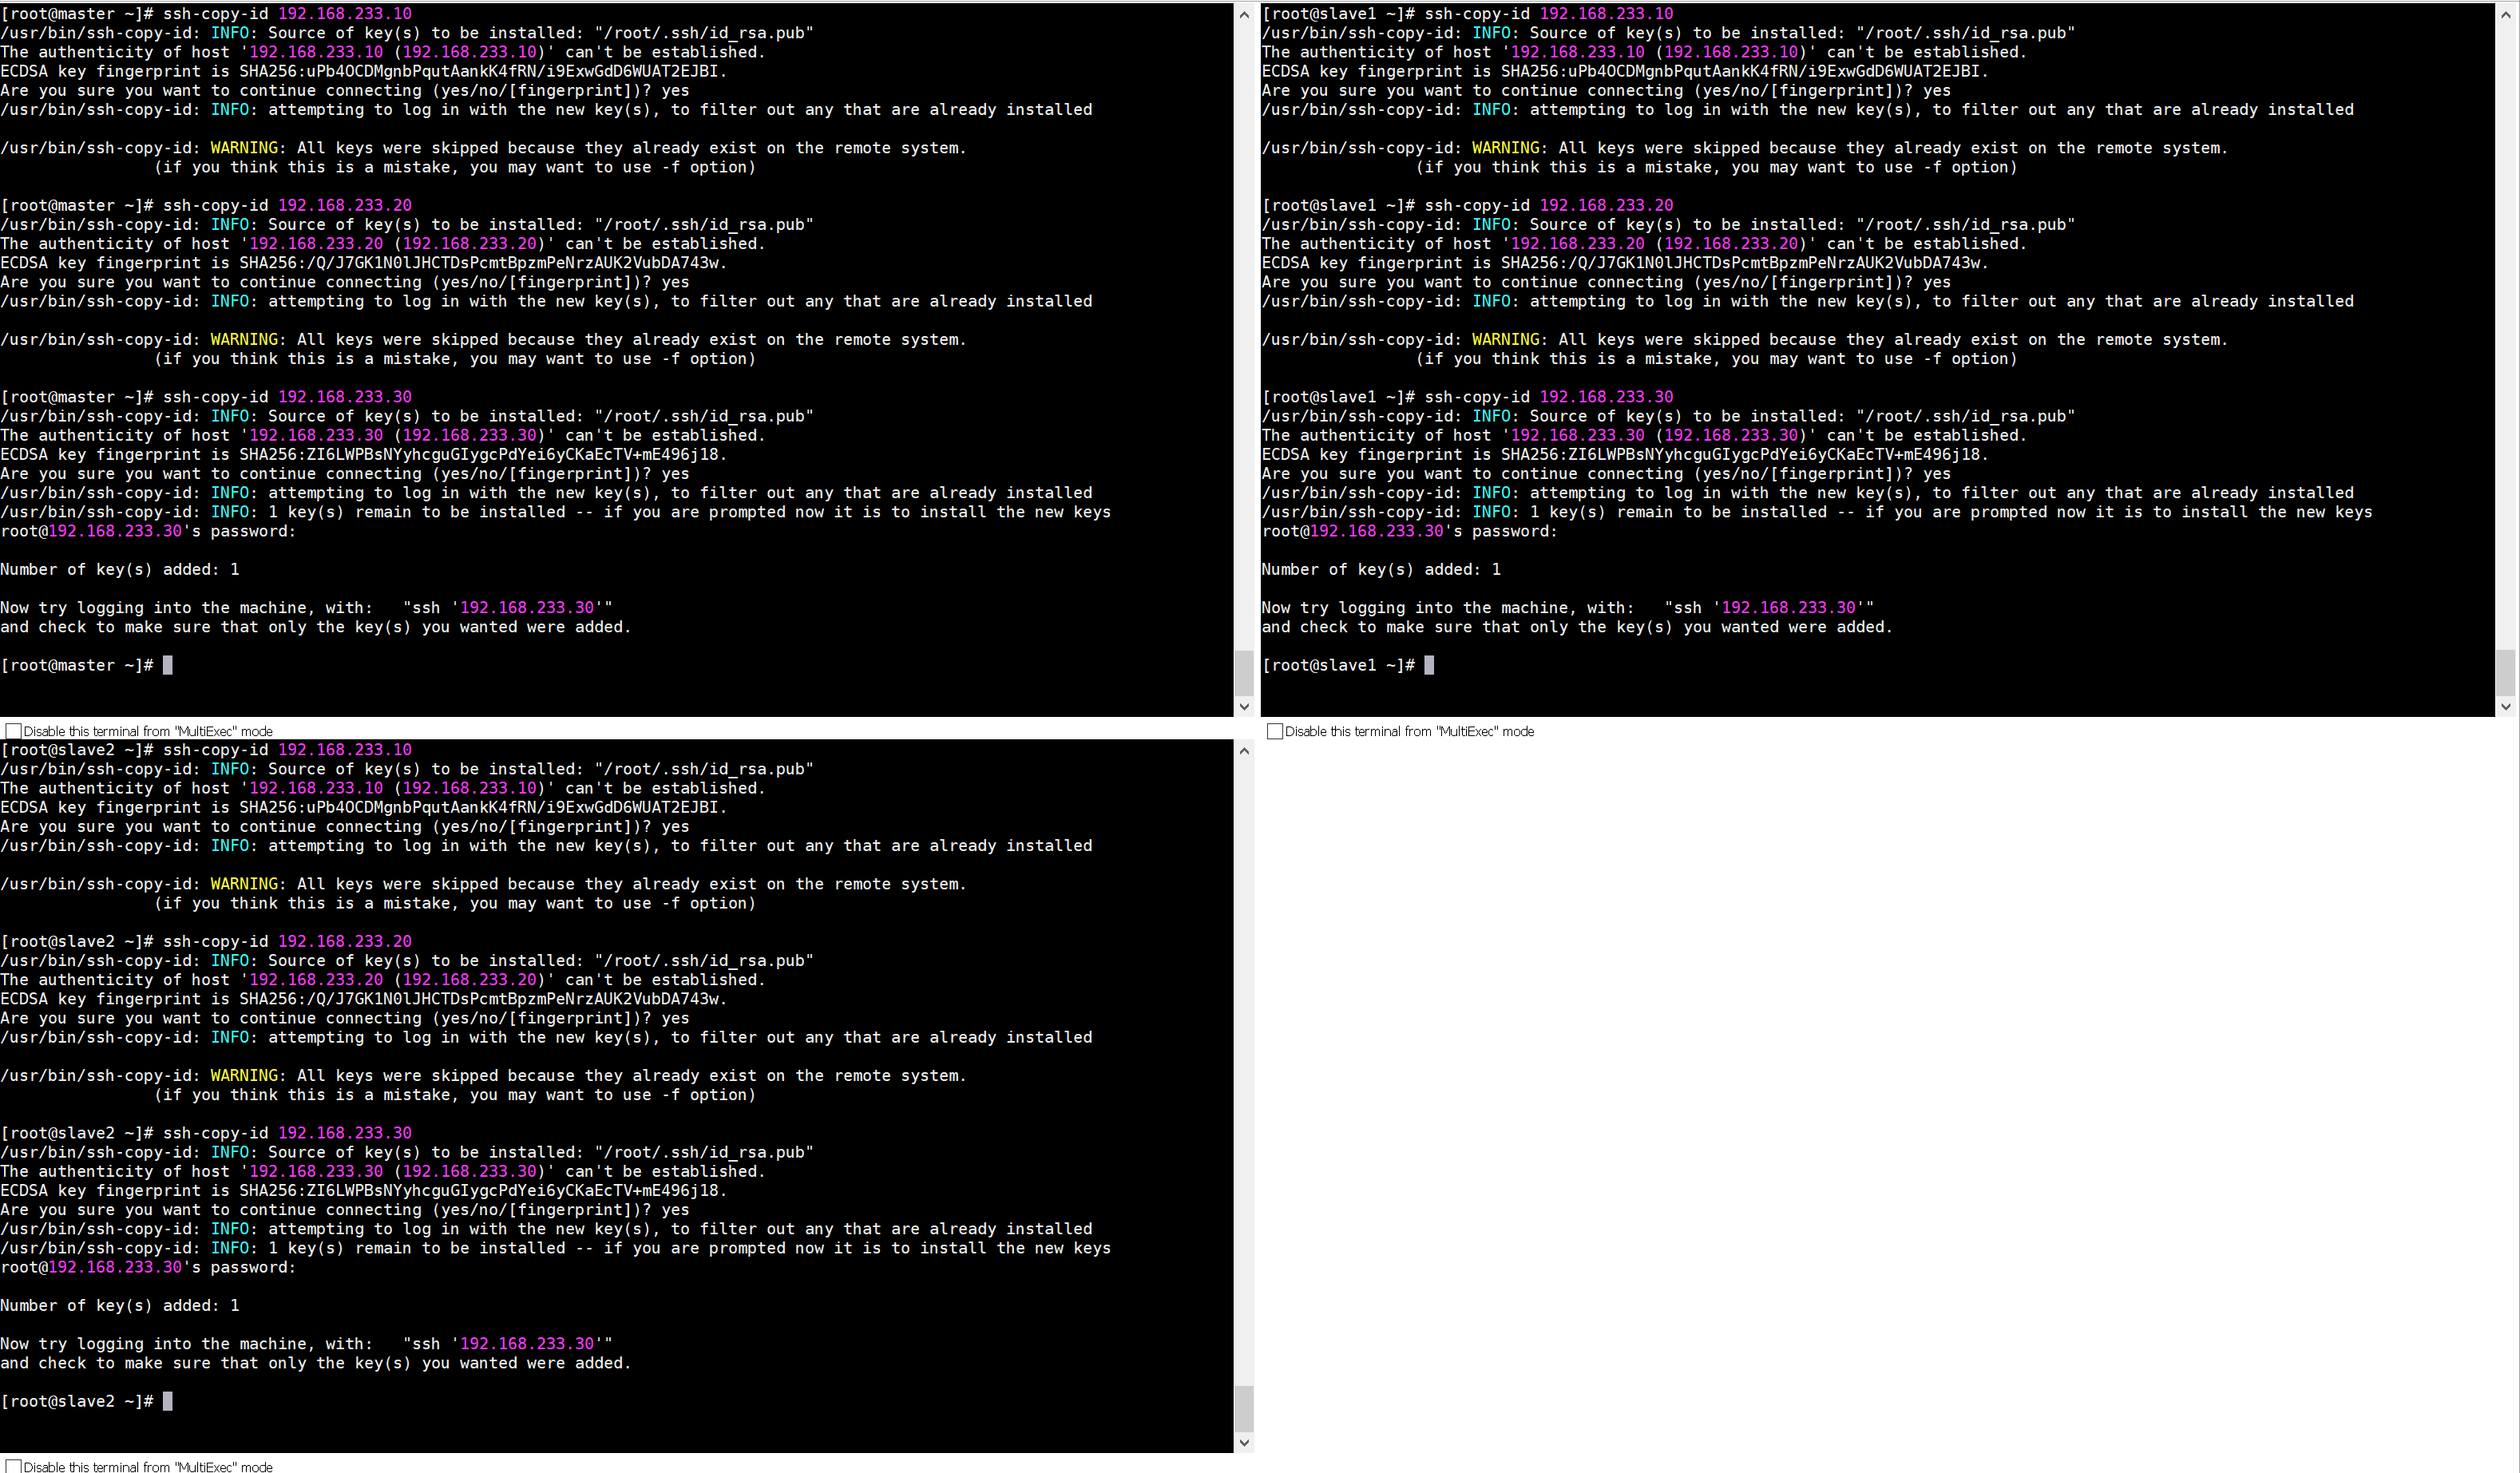 [root@master ~]# ssh-copy-id 192.168.233.10
/usr/bin/ssh-copy-id: INFO: Source of key(s) to be installed: "/root/.ssh/id_rsa.pub"
The authenticity of host '192.168.233.10 (192.168.233.10)' can't be established.
ECDSA key fingerprint is SHA256:uPb4OCDMgnbPqutAankK4fRN/i9ExwGdD6WUAT2EJBI.
Are you sure you want to continue connecting (yes/no/[fingerprint])? yes
/usr/bin/ssh-copy-id: INFO: attempting to log in with the new key(s), to filter out any that are already installed

/usr/bin/ssh-copy-id: WARNING: All keys were skipped because they already exist on the remote system.
                (if you think this is a mistake, you may want to use -f option)

[root@master ~]# ssh-copy-id 192.168.233.20
/usr/bin/ssh-copy-id: INFO: Source of key(s) to be installed: "/root/.ssh/id_rsa.pub"
The authenticity of host '192.168.233.20 (192.168.233.20)' can't be established.
ECDSA key fingerprint is SHA256:/Q/J7GK1N0lJHCTDsPcmtBpzmPeNrzAUK2VubDA743w.
Are you sure you want to continue connecting (yes/no/[fingerprint])? yes
/usr/bin/ssh-copy-id: INFO: attempting to log in with the new key(s), to filter out any that are already installed

/usr/bin/ssh-copy-id: WARNING: All keys were skipped because they already exist on the remote system.
                (if you think this is a mistake, you may want to use -f option)

[root@master ~]# ssh-copy-id 192.168.233.30
/usr/bin/ssh-copy-id: INFO: Source of key(s) to be installed: "/root/.ssh/id_rsa.pub"
The authenticity of host '192.168.233.30 (192.168.233.30)' can't be established.
ECDSA key fingerprint is SHA256:ZI6LWPBsNYyhcguGIygcPdYei6yCKaEcTV+mE496j18.
Are you sure you want to continue connecting (yes/no/[fingerprint])? yes
/usr/bin/ssh-copy-id: INFO: attempting to log in with the new key(s), to filter out any that are already installed
/usr/bin/ssh-copy-id: INFO: 1 key(s) remain to be installed -- if you are prompted now it is to install the new keys
root@192.168.233.30's password:

Number of key(s) added: 1

Now try logging into the machine, with:   "ssh '192.168.233.30'"
and check to make sure that only the key(s) you wanted were added.

[root@master ~]#
Disable this terminal from "MultiExec" mode
[root@slave1 ~]# ssh-copy-id 192.168.233.10
/usr/bin/ssh-copy-id: INFO: Source of key(s) to be installed: "/root/.ssh/id_rsa.pub"
The authenticity of host '192.168.233.10 (192.168.233.10)' can't be established.
ECDSA key fingerprint is SHA256:uPb4OCDMgnbPqutAankK4fRN/i9ExwGdD6WUAT2EJBI.
Are you sure you want to continue connecting (yes/no/[fingerprint])? yes
/usr/bin/ssh-copy-id: INFO: attempting to log in with the new key(s), to filter out any that are already installed

/usr/bin/ssh-copy-id: WARNING: All keys were skipped because they already exist on the remote system.
                (if you think this is a mistake, you may want to use -f option)

[root@slave1 ~]# ssh-copy-id 192.168.233.20
/usr/bin/ssh-copy-id: INFO: Source of key(s) to be installed: "/root/.ssh/id_rsa.pub"
The authenticity of host '192.168.233.20 (192.168.233.20)' can't be established.
ECDSA key fingerprint is SHA256:/Q/J7GK1N0lJHCTDsPcmtBpzmPeNrzAUK2VubDA743w.
Are you sure you want to continue connecting (yes/no/[fingerprint])? yes
/usr/bin/ssh-copy-id: INFO: attempting to log in with the new key(s), to filter out any that are already installed

/usr/bin/ssh-copy-id: WARNING: All keys were skipped because they already exist on the remote system.
                (if you think this is a mistake, you may want to use -f option)

[root@slave1 ~]# ssh-copy-id 192.168.233.30
/usr/bin/ssh-copy-id: INFO: Source of key(s) to be installed: "/root/.ssh/id_rsa.pub"
The authenticity of host '192.168.233.30 (192.168.233.30)' can't be established.
ECDSA key fingerprint is SHA256:ZI6LWPBsNYyhcguGIygcPdYei6yCKaEcTV+mE496j18.
Are you sure you want to continue connecting (yes/no/[fingerprint])? yes
/usr/bin/ssh-copy-id: INFO: attempting to log in with the new key(s), to filter out any that are already installed
/usr/bin/ssh-copy-id: INFO: 1 key(s) remain to be installed -- if you are prompted now it is to install the new keys
root@192.168.233.30's password:

Number of key(s) added: 1

Now try logging into the machine, with:   "ssh '192.168.233.30'"
and check to make sure that only the key(s) you wanted were added.

[root@slave1 ~]#
Disable this terminal from "MultiExec" mode
[root@slave2 ~]# ssh-copy-id 192.168.233.10
/usr/bin/ssh-copy-id: INFO: Source of key(s) to be installed: "/root/.ssh/id_rsa.pub"
The authenticity of host '192.168.233.10 (192.168.233.10)' can't be established.
ECDSA key fingerprint is SHA256:uPb4OCDMgnbPqutAankK4fRN/i9ExwGdD6WUAT2EJBI.
Are you sure you want to continue connecting (yes/no/[fingerprint])? yes
/usr/bin/ssh-copy-id: INFO: attempting to log in with the new key(s), to filter out any that are already installed

/usr/bin/ssh-copy-id: WARNING: All keys were skipped because they already exist on the remote system.
                (if you think this is a mistake, you may want to use -f option)

[root@slave2 ~]# ssh-copy-id 192.168.233.20
/usr/bin/ssh-copy-id: INFO: Source of key(s) to be installed: "/root/.ssh/id_rsa.pub"
The authenticity of host '192.168.233.20 (192.168.233.20)' can't be established.
ECDSA key fingerprint is SHA256:/Q/J7GK1N0lJHCTDsPcmtBpzmPeNrzAUK2VubDA743w.
Are you sure you want to continue connecting (yes/no/[fingerprint])? yes
/usr/bin/ssh-copy-id: INFO: attempting to log in with the new key(s), to filter out any that are already installed

/usr/bin/ssh-copy-id: WARNING: All keys were skipped because they already exist on the remote system.
                (if you think this is a mistake, you may want to use -f option)

[root@slave2 ~]# ssh-copy-id 192.168.233.30
/usr/bin/ssh-copy-id: INFO: Source of key(s) to be installed: "/root/.ssh/id_rsa.pub"
The authenticity of host '192.168.233.30 (192.168.233.30)' can't be established.
ECDSA key fingerprint is SHA256:ZI6LWPBsNYyhcguGIygcPdYei6yCKaEcTV+mE496j18.
Are you sure you want to continue connecting (yes/no/[fingerprint])? yes
/usr/bin/ssh-copy-id: INFO: attempting to log in with the new key(s), to filter out any that are already installed
/usr/bin/ssh-copy-id: INFO: 1 key(s) remain to be installed -- if you are prompted now it is to install the new keys
root@192.168.233.30's password:

Number of key(s) added: 1

Now try logging into the machine, with:   "ssh '192.168.233.30'"
and check to make sure that only the key(s) you wanted were added.

[root@slave2 ~]#
Disable this terminal from "MultiExec" mode